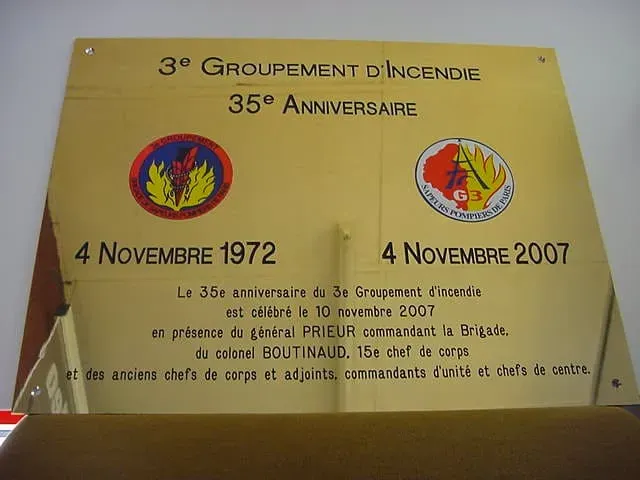 3e GROUPEMENT D'INCENDIE
35e ANNIVERSAIRE
3e GROUPEMENT
SAPEURS POMPIERS DE PARIS
G3
4 NOVEMBRE 1972
4 NOVEMBRE 2007
Le 35e anniversaire du 3e Groupement d'incendie
est célébré le 10 novembre 2007
en présence du général PRIEUR commandant la Brigade,
du colonel BOUTINAUD, 15e chef de corps
et des anciens chefs de corps et adjoints, commandants d'unité et chefs de centre.